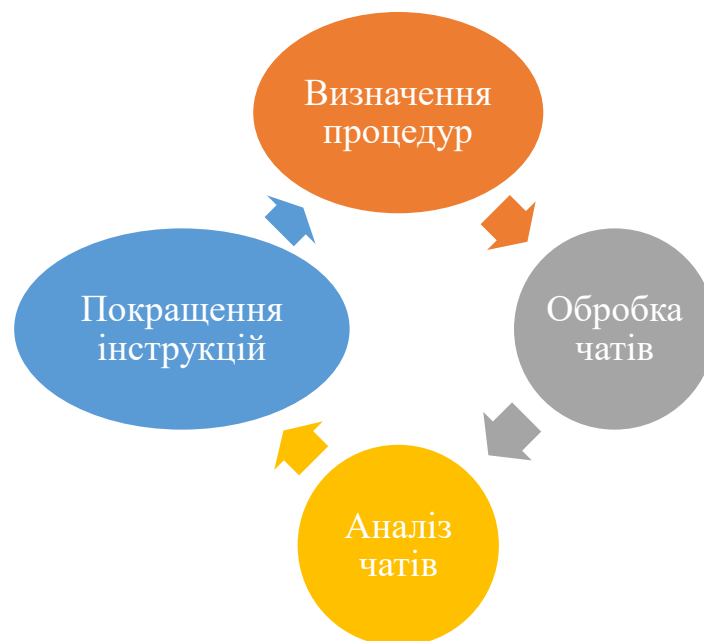 Визначення
процедур
Обробка
чатів
Аналіз
чатів
Покращення
інструкцій